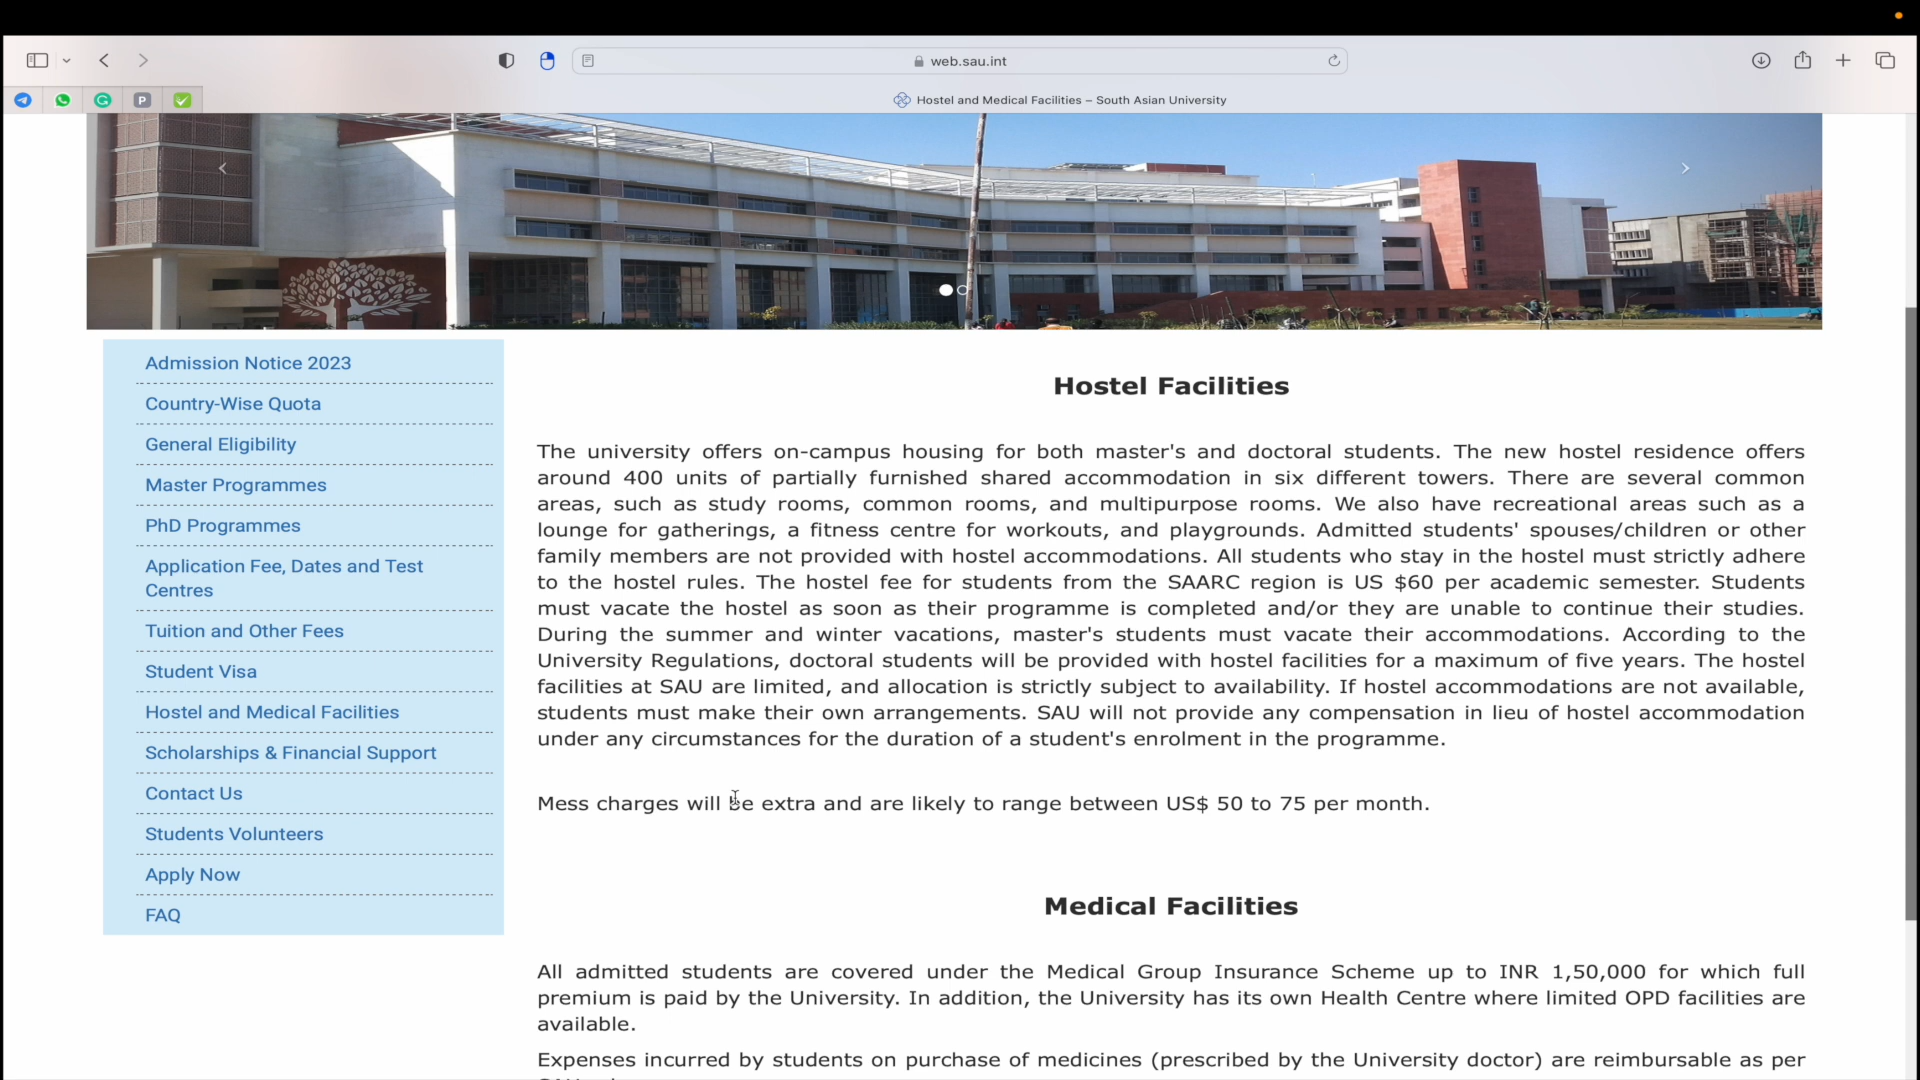 web.sau.int
P
Hostel and Medical Facilities – South Asian University
Admission Notice 2023
Country-Wise Quota
General Eligibility
Master Programmes
PhD Programmes
Application Fee, Dates and Test
Centres
Tuition and Other Fees
Student Visa
Hostel and Medical Facilities
Scholarships & Financial Support
Contact Us
Students Volunteers
Apply Now
FAQ
Hostel Facilities
The university offers on-campus housing for both master's and doctoral students. The new hostel residence offers
around 400 units of partially furnished shared accommodation in six different towers. There are several common
areas, such as study rooms, common rooms, and multipurpose rooms. We also have recreational areas such as a
lounge for gatherings, a fitness centre for workouts, and playgrounds. Admitted students' spouses/children or other
family members are not provided with hostel accommodations. All students who stay in the hostel must strictly adhere
to the hostel rules. The hostel fee for students from the SAARC region is US $60 per academic semester. Students
must vacate the hostel as soon as their programme is completed and/or they are unable to continue their studies.
During the summer and winter vacations, master's students must vacate their accommodations. According to the
University Regulations, doctoral students will be provided with hostel facilities for a maximum of five years. The hostel
facilities at SAU are limited, and allocation is strictly subject to availability. If hostel accommodations are not available,
students must make their own arrangements. SAU will not provide any compensation in lieu of hostel accommodation
under any circumstances for the duration of a student's enrolment in the programme.
Mess charges will be extra and are likely to range between US$ 50 to 75 per month.
Medical Facilities
All admitted students are covered under the Medical Group Insurance Scheme up to INR 1,50,000 for which full
premium is paid by the University. In addition, the University has its own Health Centre where limited OPD facilities are
available.
Expenses incurred by students on purchase of medicines (prescribed by the University doctor) are reimbursable as per